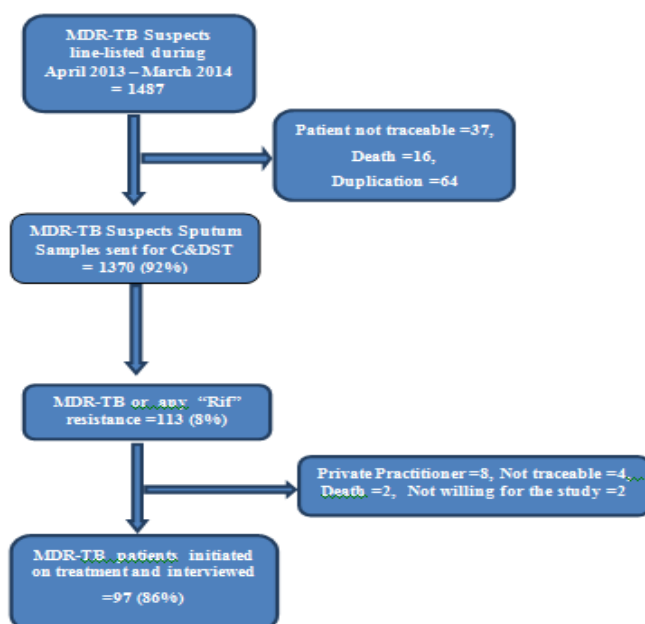 MDR-TB Suspects
line-listed during
April 2013 – March 2014
= 1487
Patient not traceable =37,
Death =16,
Duplication =64
MDR-TB Suspects Sputum
Samples sent for C&DST
= 1370 (92%)
MDR-TB or any “Rif”
resistance =113 (8%)
Private Practitioner =8, Not traceable =4,
Death =2, Not willing for the study =2
MDR-TB patients initiated
on treatment and interviewed
=97 (86%)